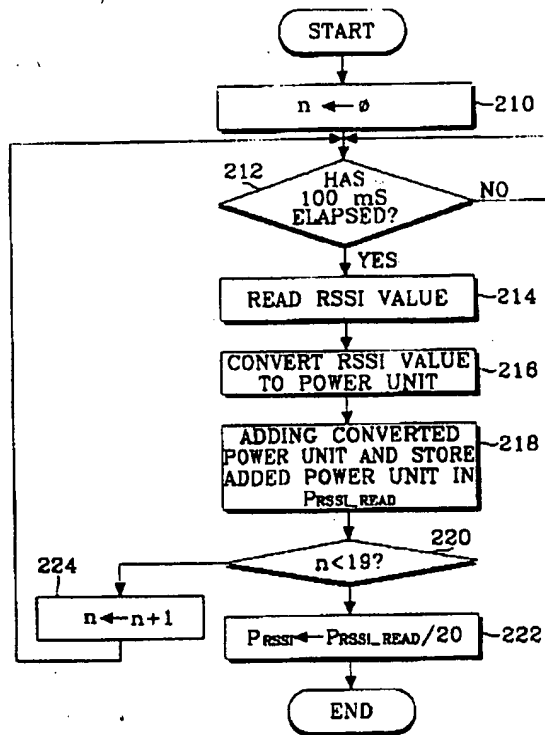 START
n ← ø
210
212
HAS
100 mS
ELAPSED?
NO
YES
READ RSSI VALUE
214
CONVERT RSSI VALUE
TO POWER UNIT
216
ADDING CONVERTED
POWER UNIT AND STORE
ADDED POWER UNIT IN
PRSSI_READ
218
220
n<19?
224
n←n+1
PRSSI←PRSSI_READ/20
222
END